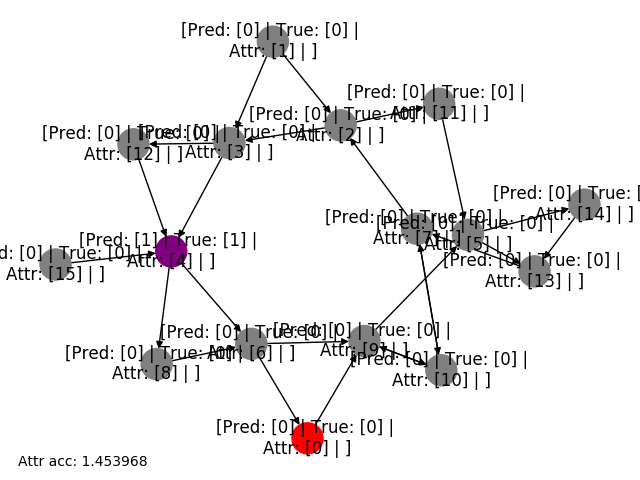 [Pred: [0] | True: [0] |
Attr: [1] | ]
[Pred: [0] | True: [0] |
Attr: [11] | ]
[Pred: [0] | True: [0] |
Attr: [2] | ]
[Pred: [0] | True: [0] |
Attr: [12] | ]
[Pred: [0] | True: [0] |
Attr: [3] | ]
[Pred: [0] | True: [
Attr: [14] | ]
[Pred: [0] | True: [0] |
Attr: [7] | ]
[Pred: [0] | True: [0] |
Attr: [5] | ]
[Pred: [1] | True: [1] |
Attr: [4] | ]
d: [0] | True: [0] |
Attr: [15] | ]
[Pred: [0] | True: [0] |
Attr: [13] | ]
[Pred: [0] | True: [0] |
Attr: [6] | ]
[Pred: [0] | True: [0] |
Attr: [9] | ]
[Pred: [0] | True: [0] |
Attr: [8] | ]
[Pred: [0] | True: [0] |
Attr: [10] | ]
[Pred: [0] | True: [0] |
Attr: [0] | ]
Attr acc: 1.453968